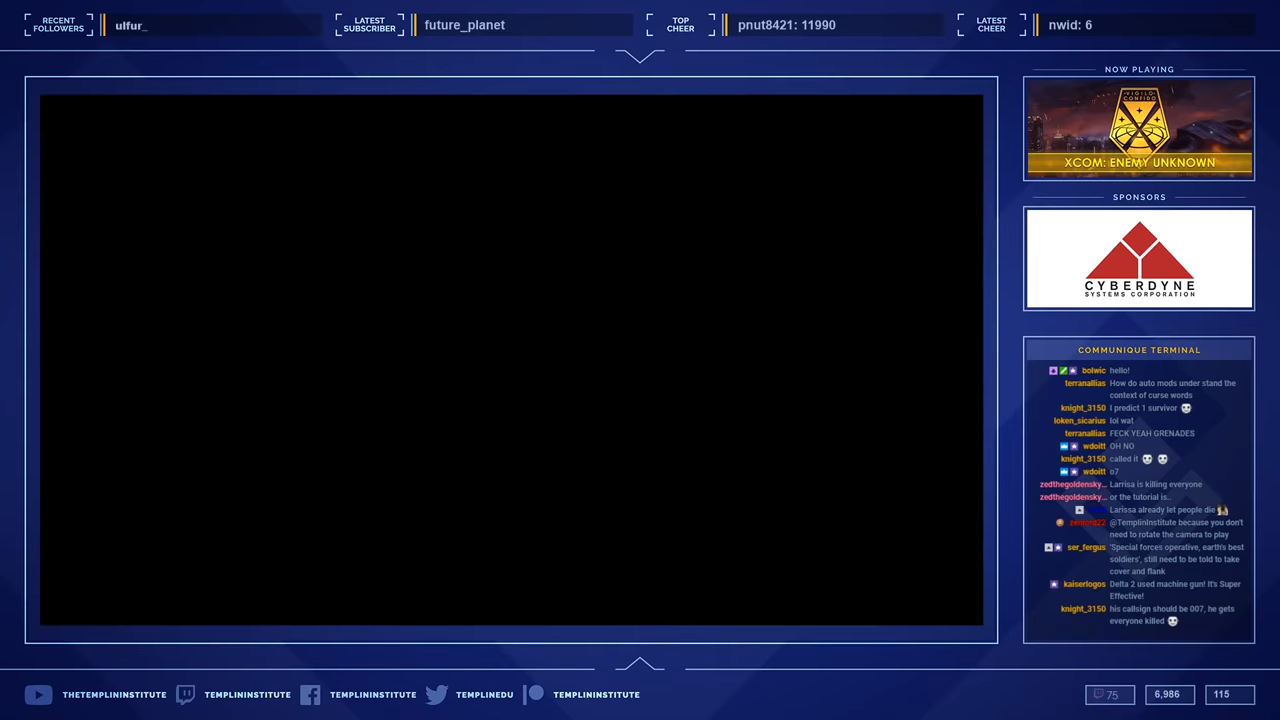 RECENT
FOLLOWERS
ulfur_
LATEST
SUBSCRIBER
future_planet
TOP
CHEER
pnut8421: 11990
LATEST
CHEER
nwid: 6
NOW PLAYING
VIGILO
CONFIDO
XCOM: ENEMY UNKNOWN
SPONSORS
CYBERDYNE
SYSTEMS CORPORATION
COMMUNIQUE TERMINAL
bolwic hello!
terranallias How do auto mods under stand the
context of curse words
knight_3150 I predict 1 survivor
loken_sicarius lol wat
terranallias FECK YEAH GRENADES
wdoitt OH NO
knight_3150 called it
wdoitt o7
zedthegoldensky... Larrisa is killing everyone
zedthegoldensky... or the tutorial is..
Larissa already let people die
zenlord22 @TemplinInstitute because you don't
need to rotate the camera to play
ser_fergus 'Special forces operative, earth's best
soldiers', still need to be told to take
cover and flank
kaiserlogos Delta 2 used machine gun! It's Super
Effective!
knight_3150 his callsign should be 007, he gets
everyone killed
THETEMPLININSTITUTE
TEMPLININSTITUTE
TEMPLININSTITUTE
TEMPLINEDU
TEMPLININSTITUTE
75
6,986
115